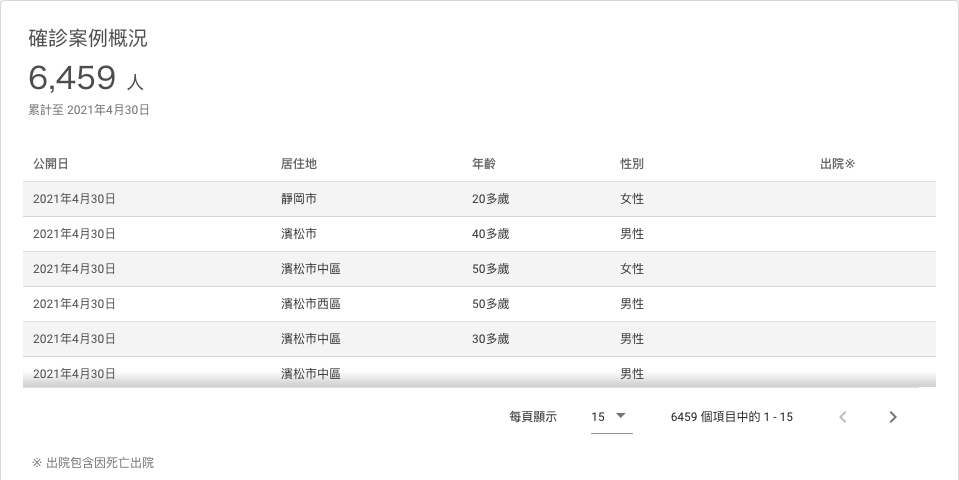 確診案例概況
6,459 人
累計至 2021年4月30日
公開日 居住地 年齡 性別 出院※
2021年4月30日 靜岡市 20多歲 女性
2021年4月30日 濱松市 40多歲 男性
2021年4月30日 濱松市中區 50多歲 女性
2021年4月30日 濱松市西區 50多歲 男性
2021年4月30日 濱松市中區 30多歲 男性
2021年4月30日 濱松市中區 男性
每頁顯示 15 6459 個項目中的 1 - 15
※ 出院包含因死亡出院